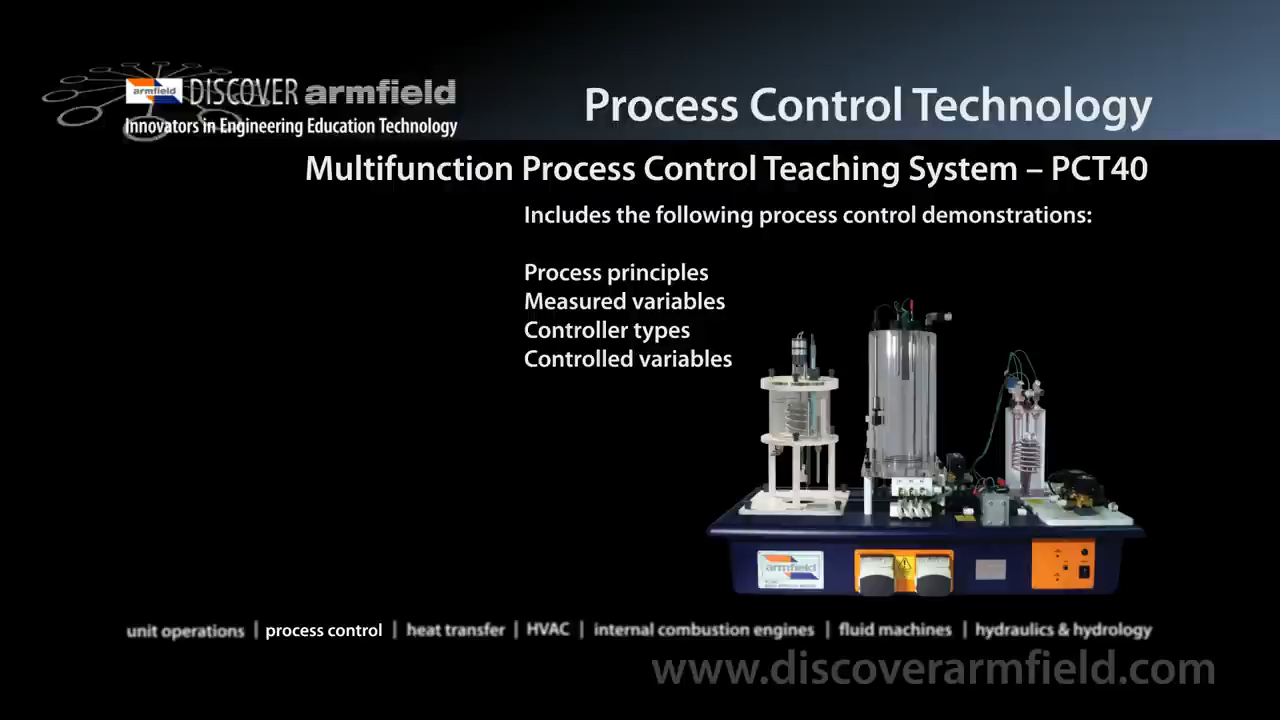 armfield DISCOVER armfield
Innovators in Engineering Education Technology
Process Control Technology
Multifunction Process Control Teaching System – PCT40
Includes the following process control demonstrations:
Process principles
Measured variables
Controller types
Controlled variables
armfield
unit operations | process control | heat transfer | HVAC | internal combustion engines | fluid machines | hydraulics & hydrology
www.discoverarmfield.com